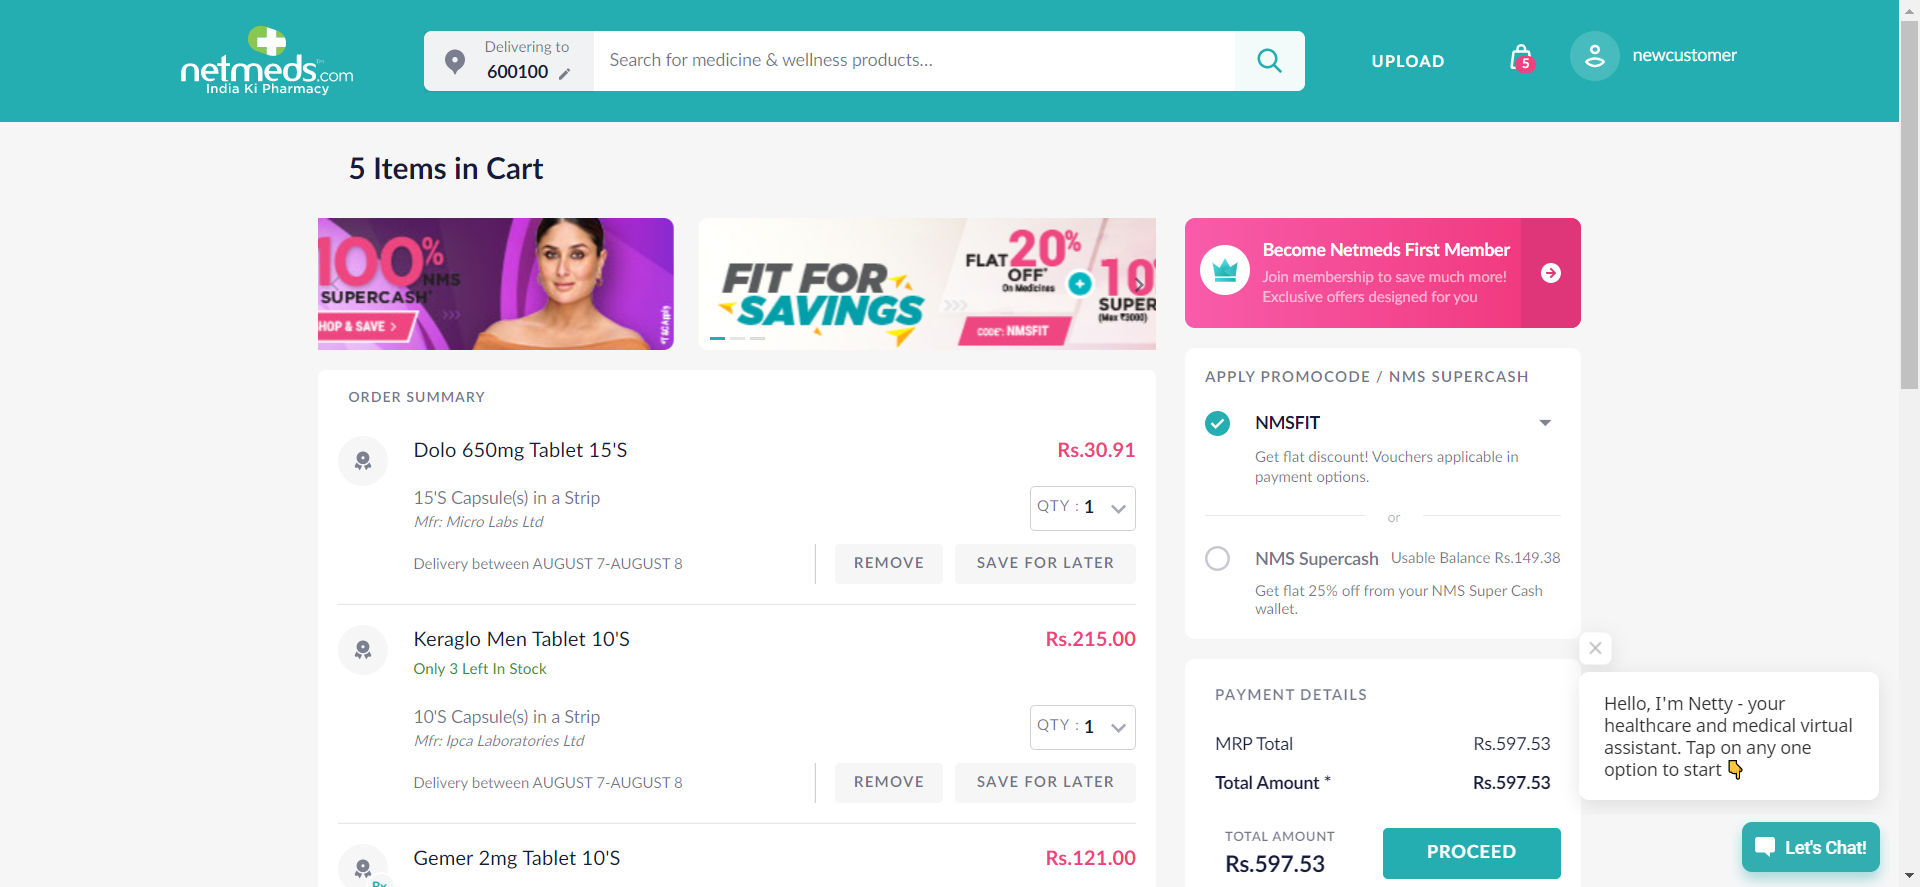 netmeds.com
India Ki Pharmacy
Delivering to
600100
Search for medicine & wellness products...
UPLOAD
5
newcustomer
5 Items in Cart
100%
NMS
SUPERCASH*
HOP & SAVE >
*T&C Apply
FIT FOR
SAVINGS
FLAT 20%
OFF*
On Medicines
+
10
SUPER
(Max ₹3000)
CODE*: NMSFIT
Become Netmeds First Member
Join membership to save much more!
Exclusive offers designed for you
ORDER SUMMARY
Dolo 650mg Tablet 15'S
Rs.30.91
15'S Capsule(s) in a Strip
Mfr: Micro Labs Ltd
QTY : 1
Delivery between AUGUST 7-AUGUST 8
REMOVE
SAVE FOR LATER
Keraglo Men Tablet 10'S
Rs.215.00
Only 3 Left In Stock
10'S Capsule(s) in a Strip
Mfr: Ipca Laboratories Ltd
QTY : 1
Delivery between AUGUST 7-AUGUST 8
REMOVE
SAVE FOR LATER
Gemer 2mg Tablet 10'S
Rs.121.00
Rx
APPLY PROMOCODE / NMS SUPERCASH
NMSFIT
Get flat discount! Vouchers applicable in
payment options.
or
NMS Supercash
Usable Balance Rs.149.38
Get flat 25% off from your NMS Super Cash
wallet.
PAYMENT DETAILS
MRP Total
Rs.597.53
Total Amount *
Rs.597.53
TOTAL AMOUNT
Rs.597.53
PROCEED
Hello, I'm Netty - your
healthcare and medical virtual
assistant. Tap on any one
option to start 👇
Let's Chat!